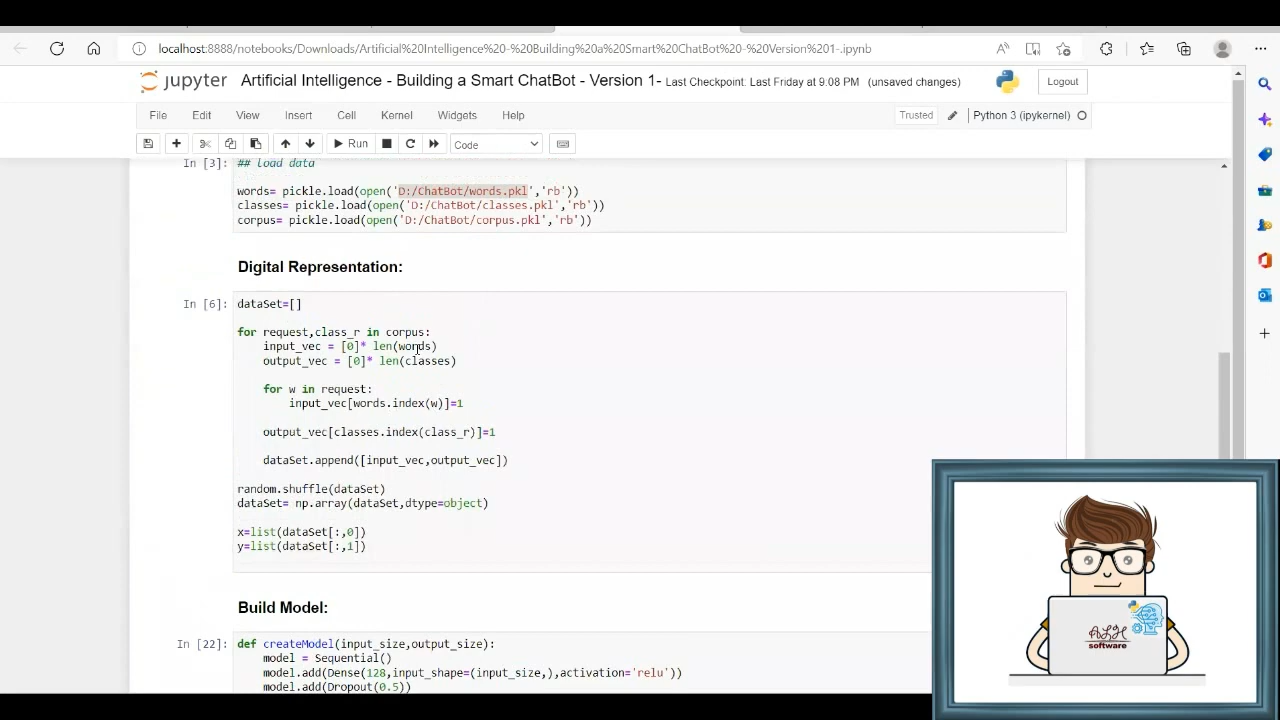 localhost:8888/notebooks/Downloads/Artificial%20Intelligence%20-%20Building%20a%20Smart%20ChatBot%20-%20Version%201-.ipynb
jupyter Artificial Intelligence - Building a Smart ChatBot - Version 1- Last Checkpoint: Last Friday at 9:08 PM (unsaved changes) Logout
File Edit View Insert Cell Kernel Widgets Help Trusted Python 3 (ipykernel)
Run Code
In [3]: ## load data
words= pickle.load(open('D:/ChatBot/words.pkl','rb'))
classes= pickle.load(open('D:/ChatBot/classes.pkl','rb'))
corpus= pickle.load(open('D:/ChatBot/corpus.pkl','rb'))
Digital Representation:
In [6]: dataSet=[]
for request,class_r in corpus:
input_vec = [0]* len(words)
output_vec = [0]* len(classes)
for w in request:
input_vec[words.index(w)]=1
output_vec[classes.index(class_r)]=1
dataSet.append([input_vec,output_vec])
random.shuffle(dataSet)
dataSet= np.array(dataSet,dtype=object)
x=list(dataSet[:,0])
y=list(dataSet[:,1])
Build Model:
In [22]: def createModel(input_size,output_size):
model = Sequential()
model.add(Dense(128,input_shape=(input_size,),activation='relu'))
model.add(Dropout(0.5))
ALH
software